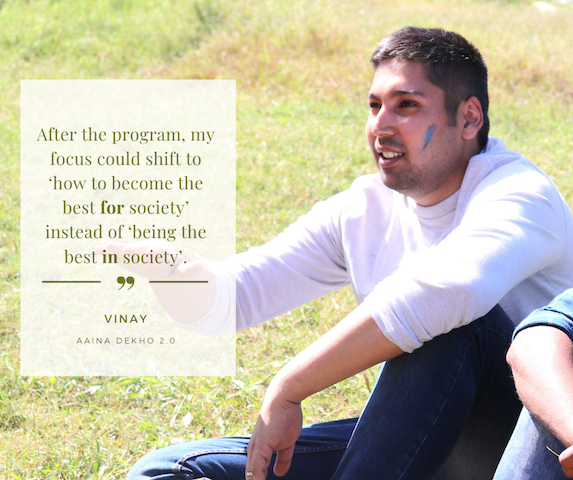 After the program, my
focus could shift to
‘how to become the
best for society’
instead of ‘being the
best in society’.
”
VINAY
AAINA DEKHO 2.0